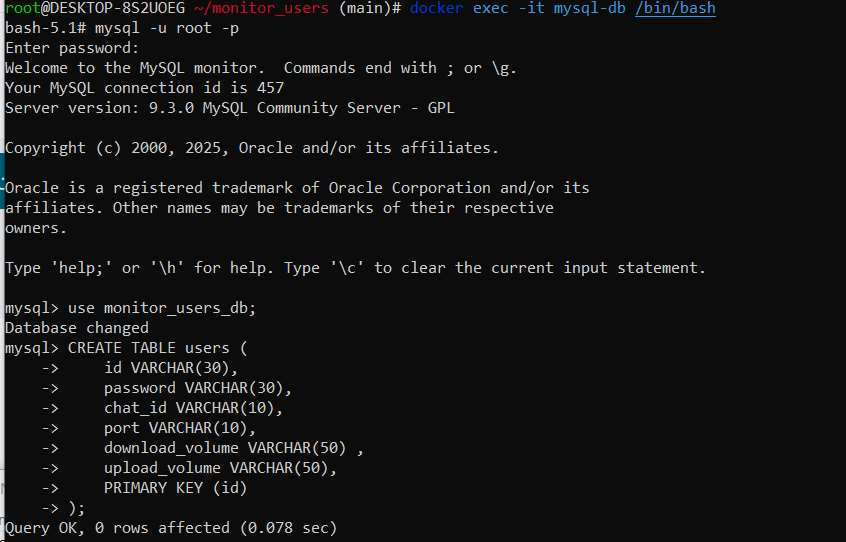 root@DESKTOP-8S2UOEG ~/monitor_users (main)# docker exec -it mysql-db /bin/bash
bash-5.1# mysql -u root -p
Enter password:
Welcome to the MySQL monitor.  Commands end with ; or \g.
Your MySQL connection id is 457
Server version: 9.3.0 MySQL Community Server - GPL

Copyright (c) 2000, 2025, Oracle and/or its affiliates.

Oracle is a registered trademark of Oracle Corporation and/or its
affiliates. Other names may be trademarks of their respective
owners.

Type 'help;' or '\h' for help. Type '\c' to clear the current input statement.

mysql> use monitor_users_db;
Database changed
mysql> CREATE TABLE users (
    ->     id VARCHAR(30),
    ->     password VARCHAR(30),
    ->     chat_id VARCHAR(10),
    ->     port VARCHAR(10),
    ->     download_volume VARCHAR(50) ,
    ->     upload_volume VARCHAR(50),
    ->     PRIMARY KEY (id)
    -> );
Query OK, 0 rows affected (0.078 sec)